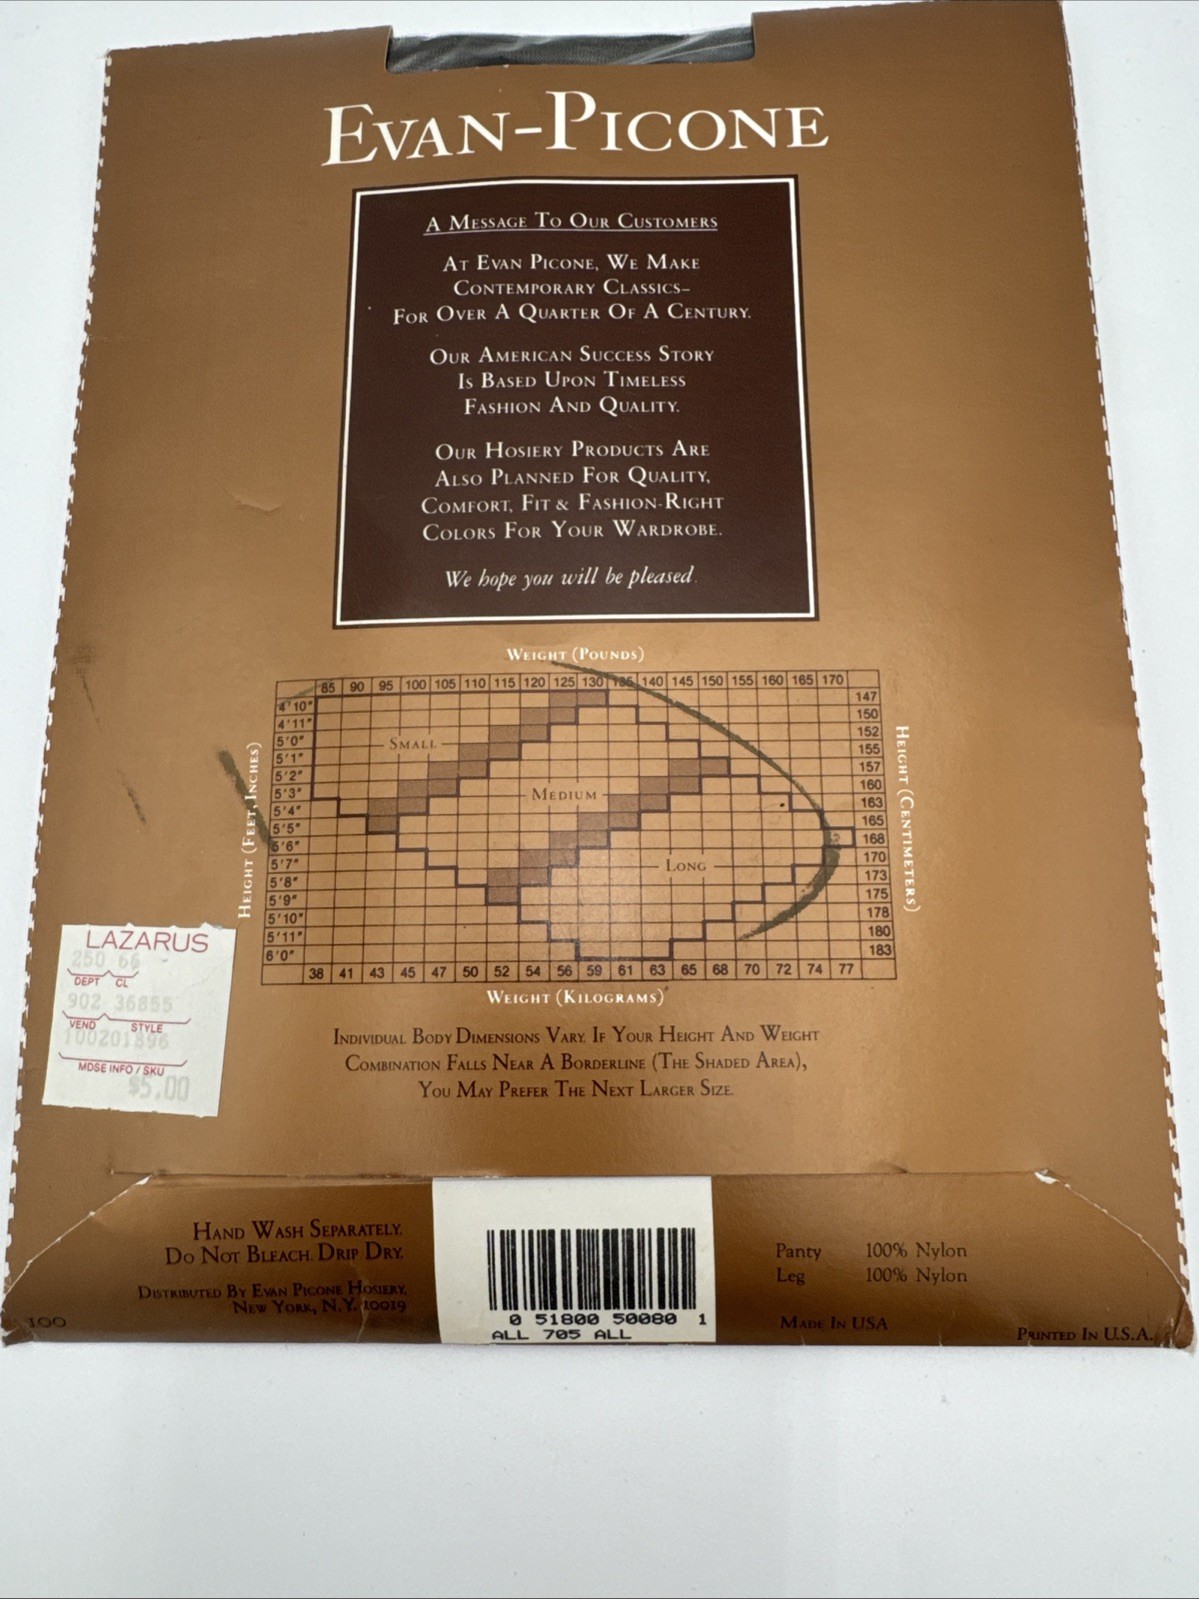 EVAN-PICONE
A MESSAGE TO OUR CUSTOMERS
AT EVAN PICONE, WE MAKE
CONTEMPORARY CLASSICS–
FOR OVER A QUARTER OF A CENTURY.
OUR AMERICAN SUCCESS STORY
IS BASED UPON TIMELESS
FASHION AND QUALITY.
OUR HOSIERY PRODUCTS ARE
ALSO PLANNED FOR QUALITY,
COMFORT, FIT & FASHION-RIGHT
COLORS FOR YOUR WARDROBE.
We hope you will be pleased.
WEIGHT (POUNDS)
85 90 95 100 105 110 115 120 125 130 135 140 145 150 155 160 165 170
4'10" 147
4'11" 150
5'0" 152
5'1" 155
5'2" 157
5'3" 160
5'4" 163
5'5" 165
5'6" 168
5'7" 170
5'8" 173
5'9" 175
5'10" 178
5'11" 180
6'0" 183
SMALL
MEDIUM
LONG
HEIGHT (FEET, INCHES)
HEIGHT (CENTIMETERS)
38 41 43 45 47 50 52 54 56 59 61 63 65 68 70 72 74 77
WEIGHT (KILOGRAMS)
INDIVIDUAL BODY DIMENSIONS VARY. IF YOUR HEIGHT AND WEIGHT
COMBINATION FALLS NEAR A BORDERLINE (THE SHADED AREA),
YOU MAY PREFER THE NEXT LARGER SIZE.
LAZARUS
250 66
DEPT CL
902 36855
VEND STYLE
100201896
MDSE INFO / SKU
$5.00
HAND WASH SEPARATELY.
DO NOT BLEACH. DRIP DRY.
DISTRIBUTED BY EVAN PICONE HOSIERY,
NEW YORK, N.Y. 10019
100
0 51800 50080 1
ALL 705 ALL
Panty 100% Nylon
Leg 100% Nylon
MADE IN USA
PRINTED IN U.S.A.